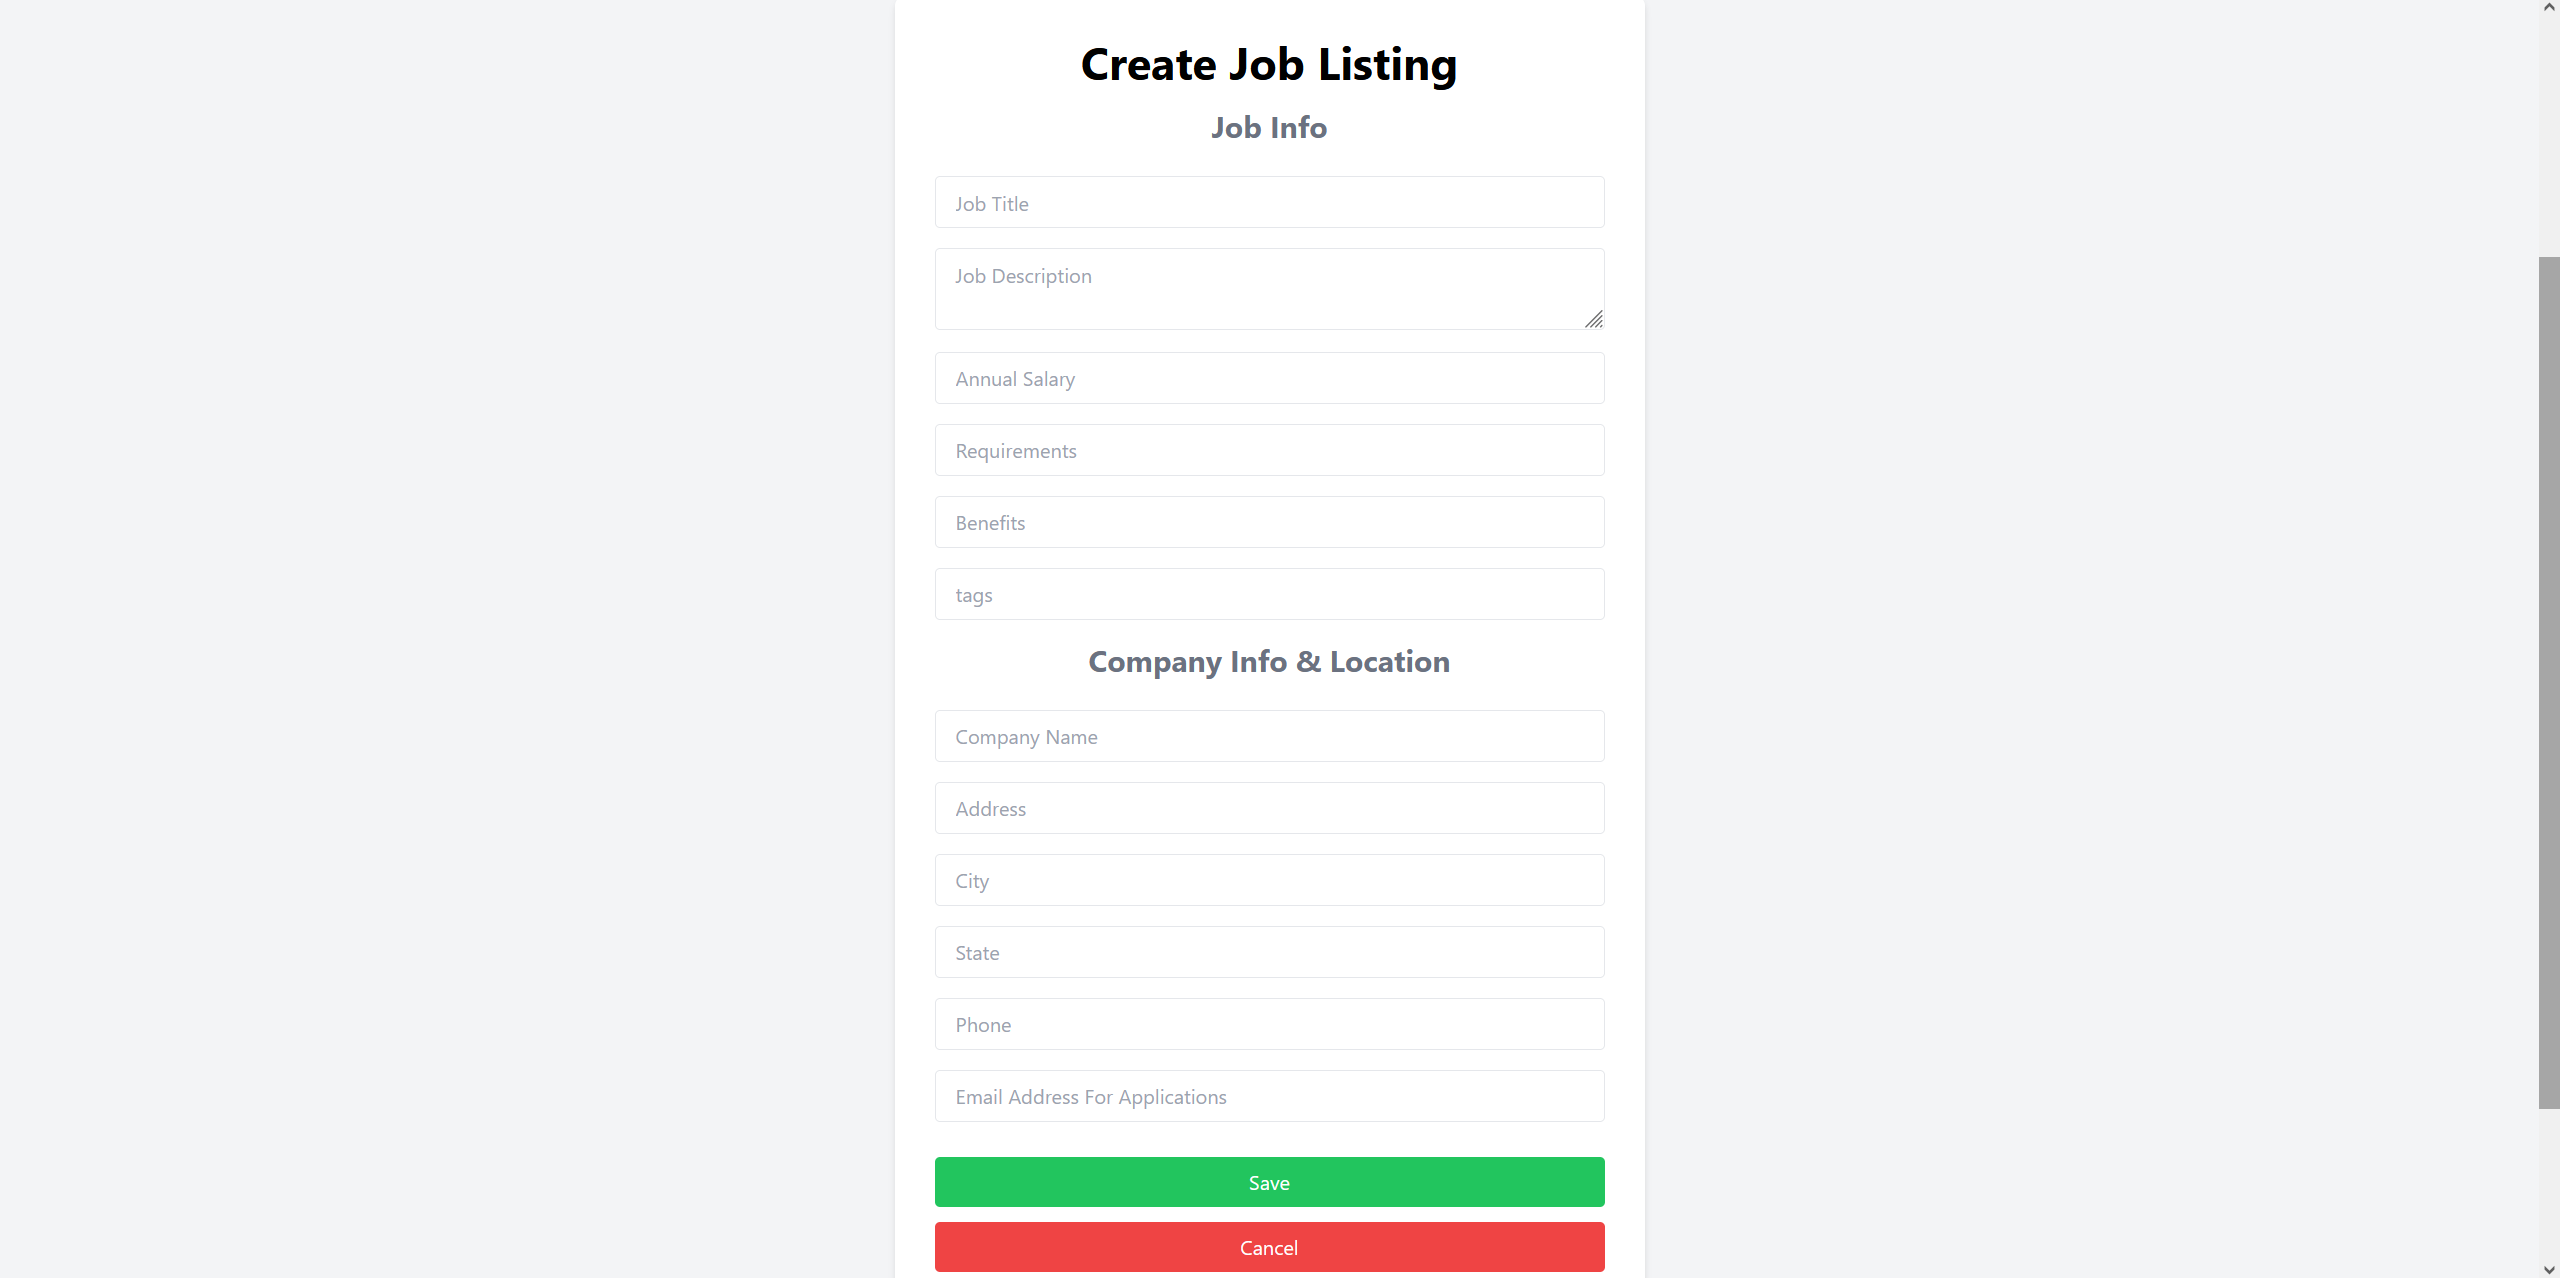 Create Job Listing
Job Info
Job Title
Job Description
Annual Salary
Requirements
Benefits
tags
Company Info & Location
Company Name
Address
City
State
Phone
Email Address For Applications
Save
Cancel